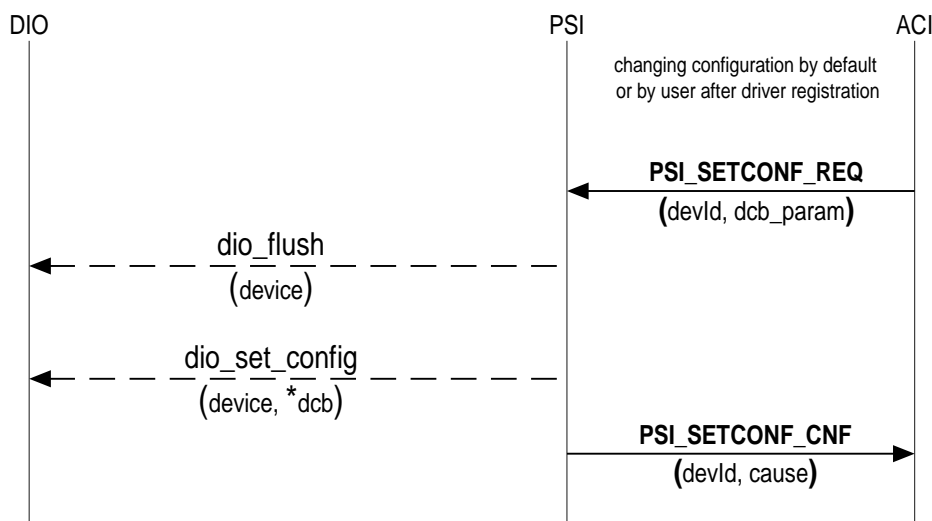 DIO PSI ACI
changing configuration by default
or by user after driver registration
PSI_SETCONF_REQ
(devId, dcb_param)
dio_flush
(device)
dio_set_config
(device, *dcb)
PSI_SETCONF_CNF
(devId, cause)